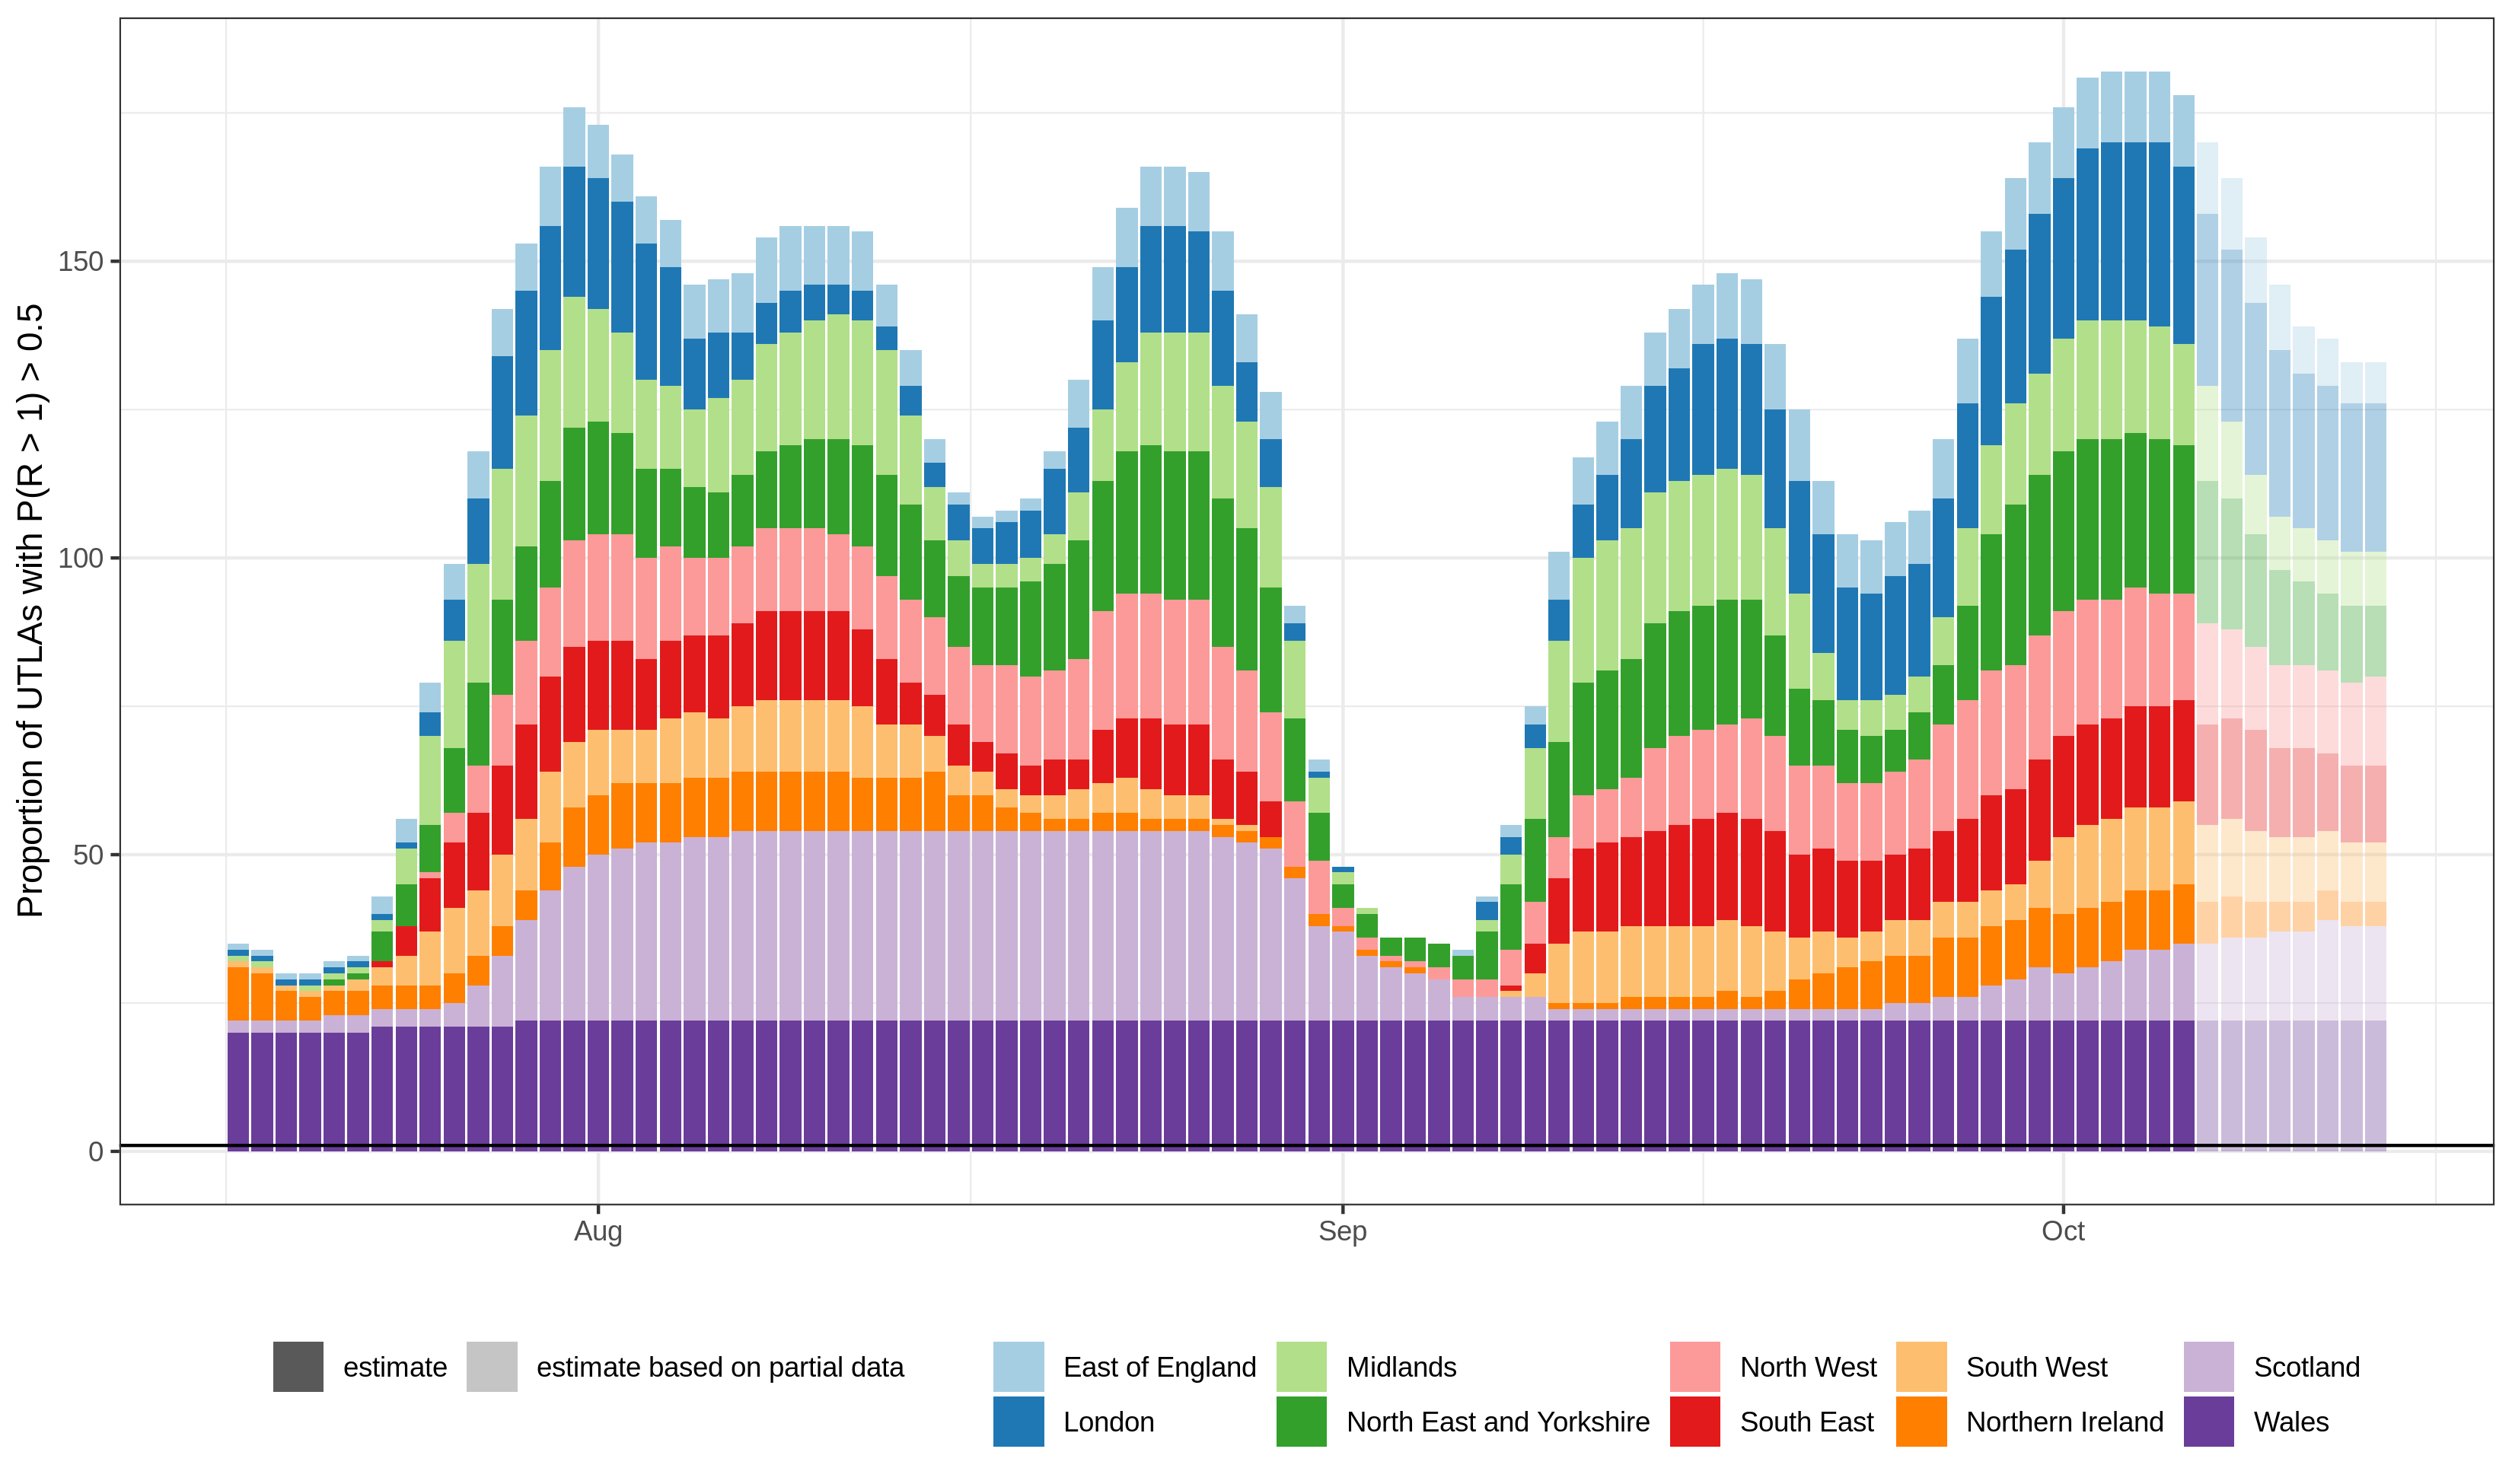 Proportion of UTLAs with P(R > 1) > 0.5
150
100
50
0
Aug Sep Oct
estimate estimate based on partial data East of England Midlands North West South West Scotland
London North East and Yorkshire South East Northern Ireland Wales